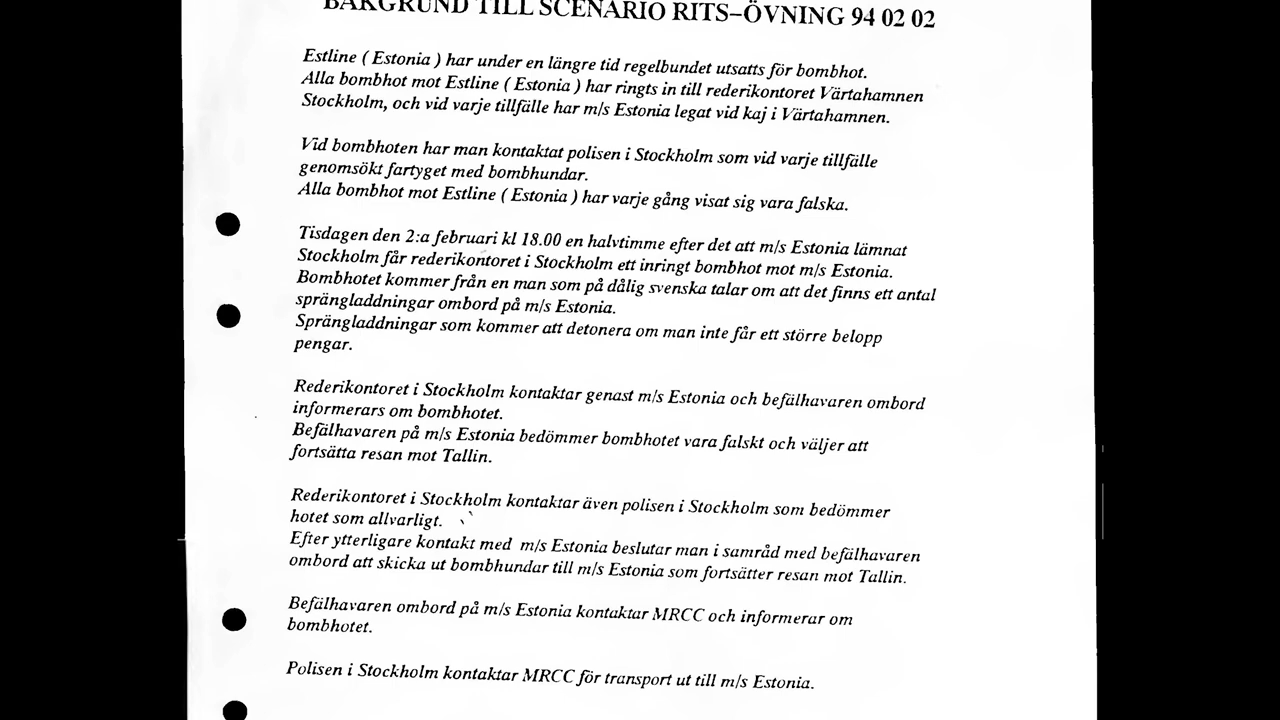 BAKGRUND TILL SCENARIO RITS–ÖVNING 94 02 02
Estline ( Estonia ) har under en längre tid regelbundet utsatts för bombhot.
Alla bombhot mot Estline ( Estonia ) har ringts in till rederikontoret Värtahamnen
Stockholm, och vid varje tillfälle har m/s Estonia legat vid kaj i Värtahamnen.
Vid bombhoten har man kontaktat polisen i Stockholm som vid varje tillfälle
genomsökt fartyget med bombhundar.
Alla bombhot mot Estline ( Estonia ) har varje gång visat sig vara falska.
Tisdagen den 2:a februari kl 18.00 en halvtimme efter det att m/s Estonia lämnat
Stockholm får rederikontoret i Stockholm ett inringt bombhot mot m/s Estonia.
Bombhotet kommer från en man som på dålig svenska talar om att det finns ett antal
sprängladdningar ombord på m/s Estonia.
Sprängladdningar som kommer att detonera om man inte får ett större belopp
pengar.
Rederikontoret i Stockholm kontaktar genast m/s Estonia och befälhavaren ombord
informerars om bombhotet.
Befälhavaren på m/s Estonia bedömmer bombhotet vara falskt och väljer att
fortsätta resan mot Tallin.
Rederikontoret i Stockholm kontaktar även polisen i Stockholm som bedömmer
hotet som allvarligt.
Efter ytterligare kontakt med m/s Estonia beslutar man i samråd med befälhavaren
ombord att skicka ut bombhundar till m/s Estonia som fortsätter resan mot Tallin.
Befälhavaren ombord på m/s Estonia kontaktar MRCC och informerar om
bombhotet.
Polisen i Stockholm kontaktar MRCC för transport ut till m/s Estonia.